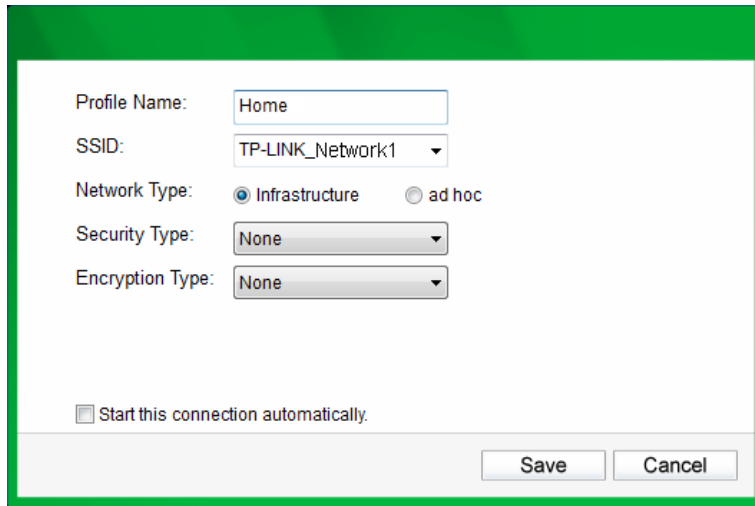 Profile Name: Home
SSID: TP-LINK_Network1
Network Type: Infrastructure ad hoc
Security Type: None
Encryption Type: None
Start this connection automatically.
Save Cancel